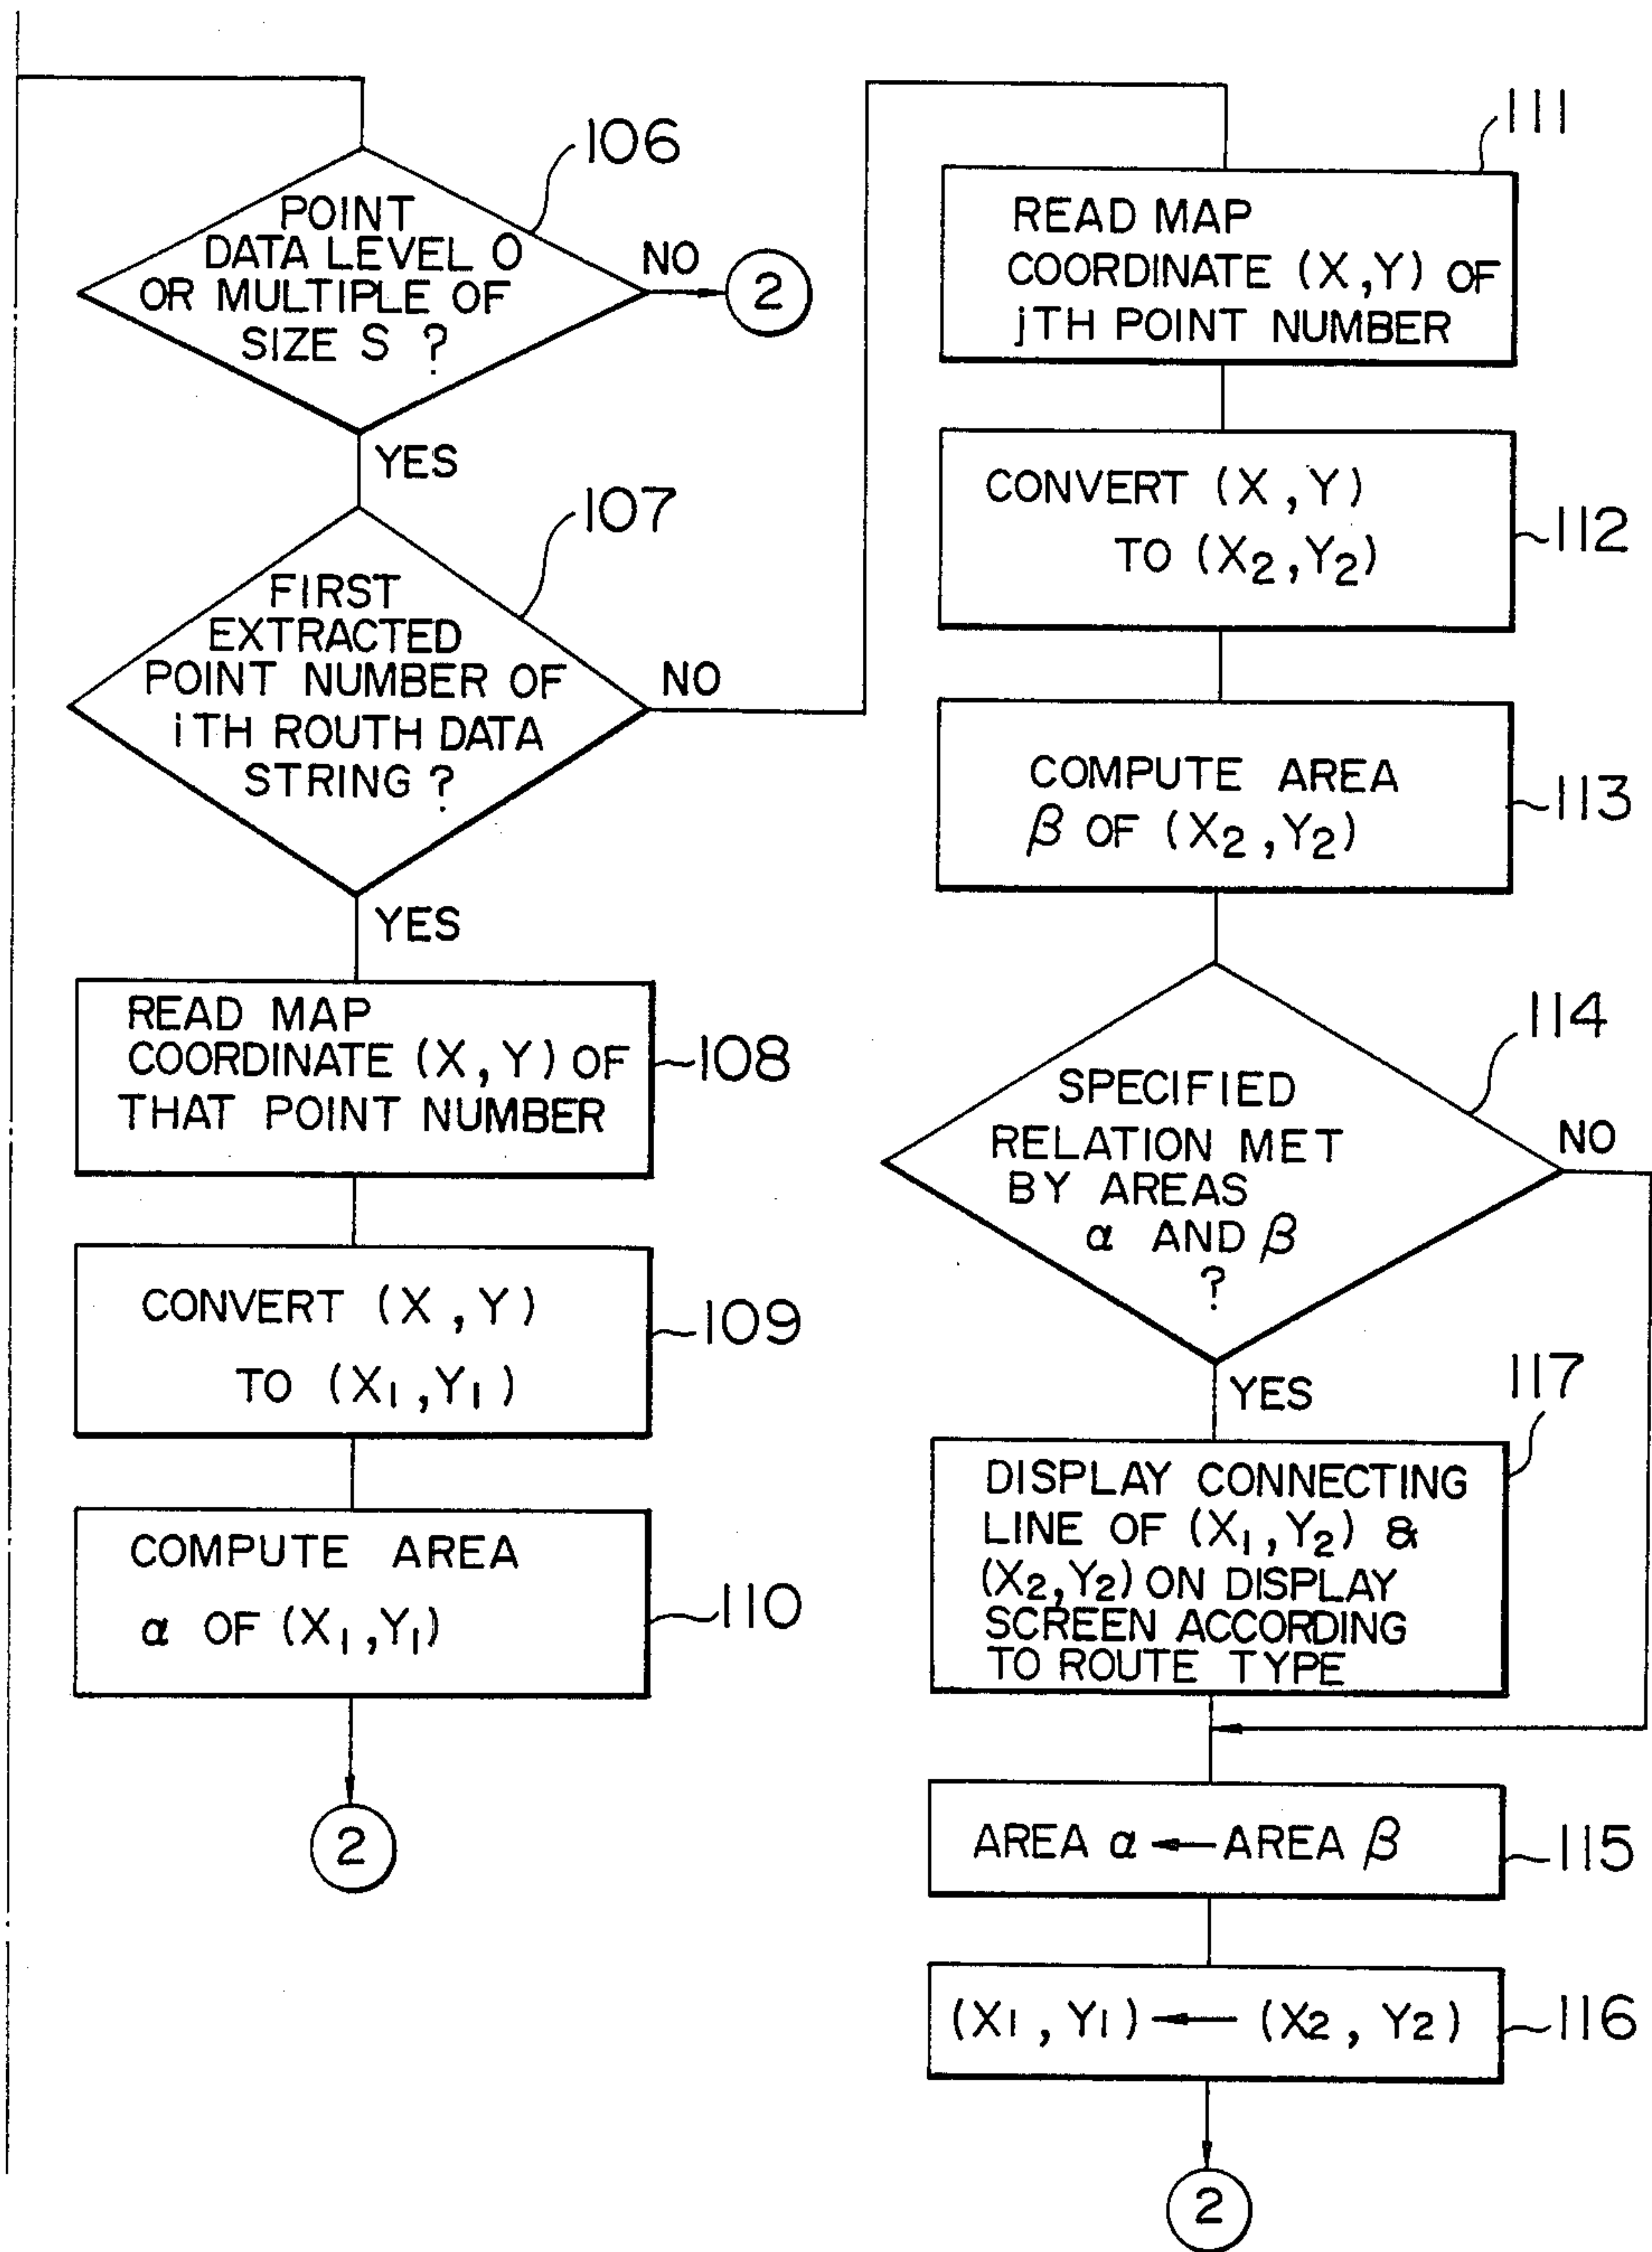 106
POINT
DATA LEVEL 0
OR MULTIPLE OF
SIZE S ?
NO
2
YES
107
FIRST
EXTRACTED
POINT NUMBER OF
iTH ROUTH DATA
STRING ?
NO
YES
READ MAP
COORDINATE (X,Y) OF
THAT POINT NUMBER
108
CONVERT (X,Y)
TO (X₁,Y₁)
109
COMPUTE AREA
α OF (X₁,Y₁)
110
2
111
READ MAP
COORDINATE (X,Y) OF
jTH POINT NUMBER
CONVERT (X,Y)
TO (X₂,Y₂)
112
COMPUTE AREA
β OF (X₂,Y₂)
113
114
SPECIFIED
RELATION MET
BY AREAS
α AND β
?
NO
YES
117
DISPLAY CONNECTING
LINE OF (X₁,Y₂) &
(X₂,Y₂) ON DISPLAY
SCREEN ACCORDING
TO ROUTE TYPE
AREA α ← AREA β
115
(X₁,Y₁) ← (X₂,Y₂)
116
2